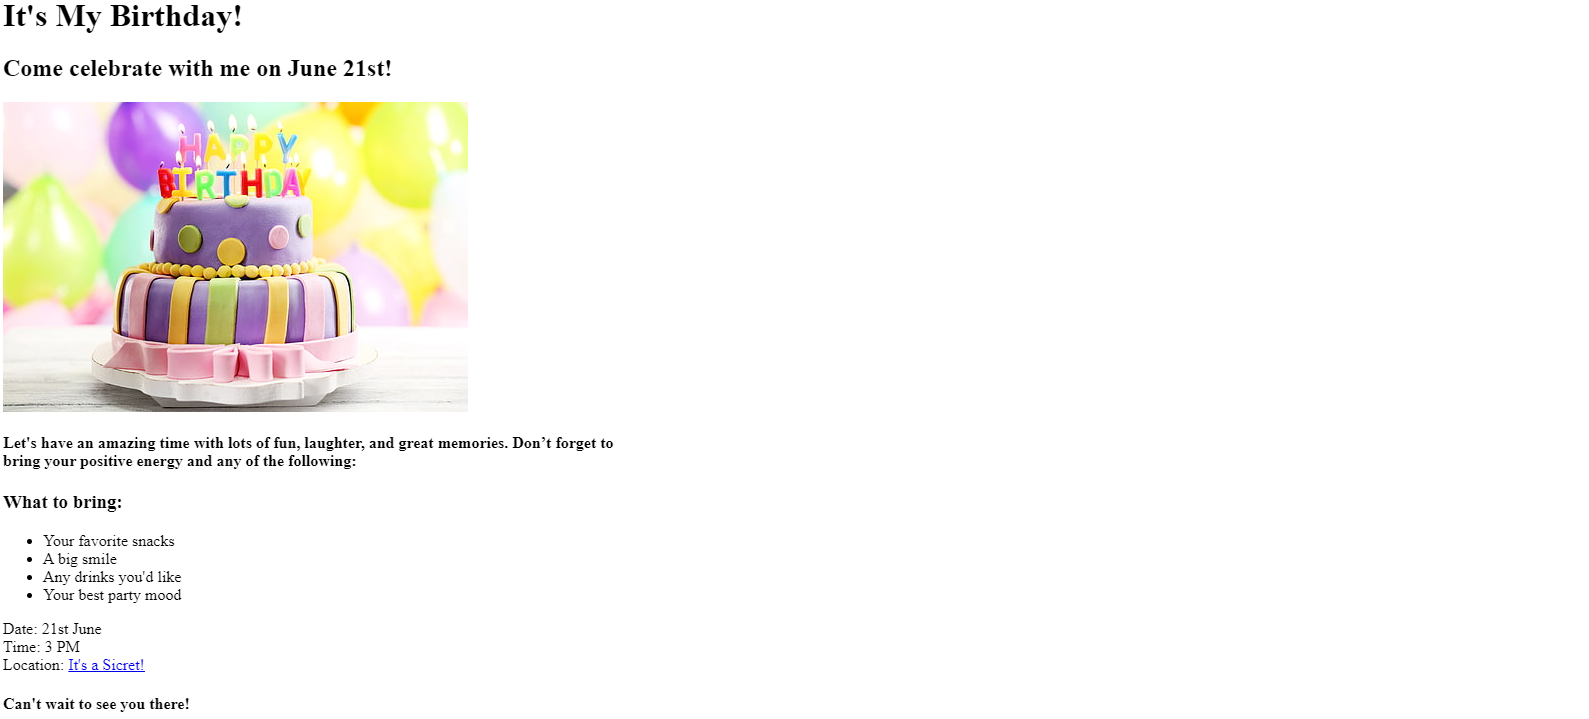 It's My Birthday!
Come celebrate with me on June 21st!
HAPPY
BIRTHDAY
Let's have an amazing time with lots of fun, laughter, and great memories. Don’t forget to
bring your positive energy and any of the following:
What to bring:
• Your favorite snacks
• A big smile
• Any drinks you'd like
• Your best party mood
Date: 21st June
Time: 3 PM
Location: It's a Sicret!
Can't wait to see you there!